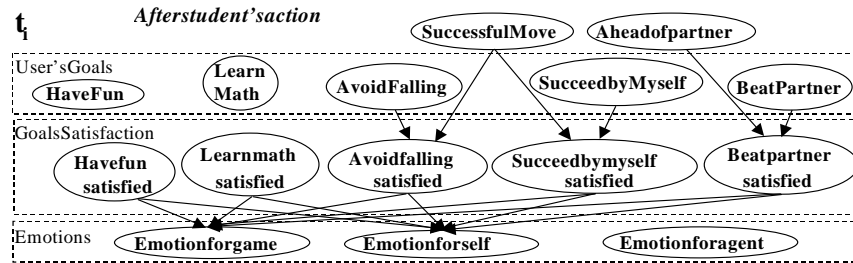 t_i
Afterstudent'saction
SuccessfulMove
Aheadofpartner
User'sGoals
HaveFun
Learn
Math
AvoidFalling
SucceedbyMyself
BeatPartner
GoalsSatisfaction
Havefun
satisfied
Learnmath
satisfied
Avoidfalling
satisfied
Succeedbymyself
satisfied
Beatpartner
satisfied
Emotions
Emotionforgame
Emotionforself
Emotionforagent